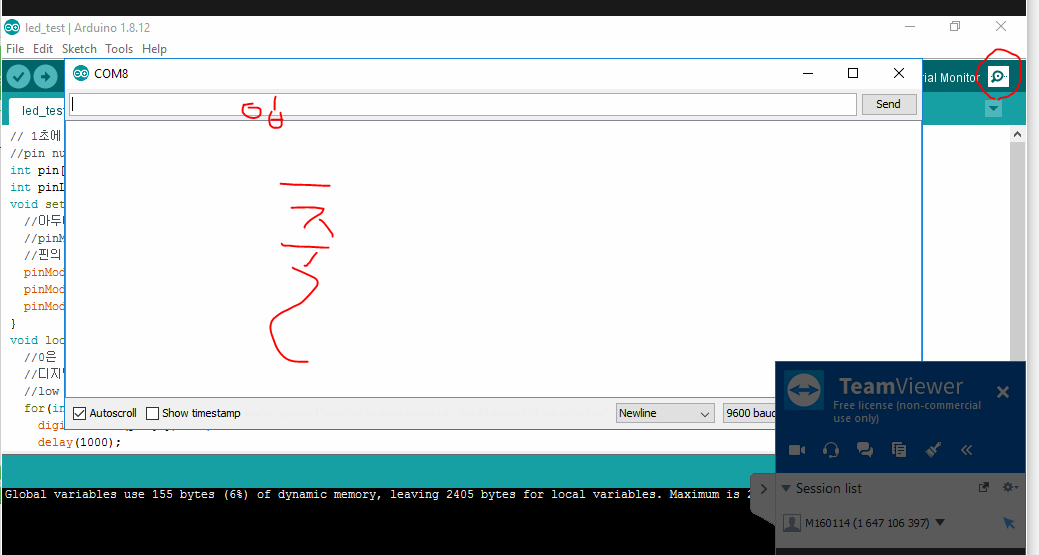 led_test | Arduino 1.8.12
File Edit Sketch Tools Help
COM8
ial Monitor
Send
led_test
// 1초에
//pin nu
int pin[
void set
//아두
//pinM
//핀의
pinMod
pinMod
pinMod
}
void loo
//0은
//디지
//low
for(in
digi
delay(1000);
Autoscroll Show timestamp Newline 9600 baud
Global variables use 155 bytes (6%) of dynamic memory, leaving 2405 bytes for local variables. Maximum is 2
입
출
TeamViewer
Free license (non-commercial
use only)
Session list
M160114 (1 647 106 397)